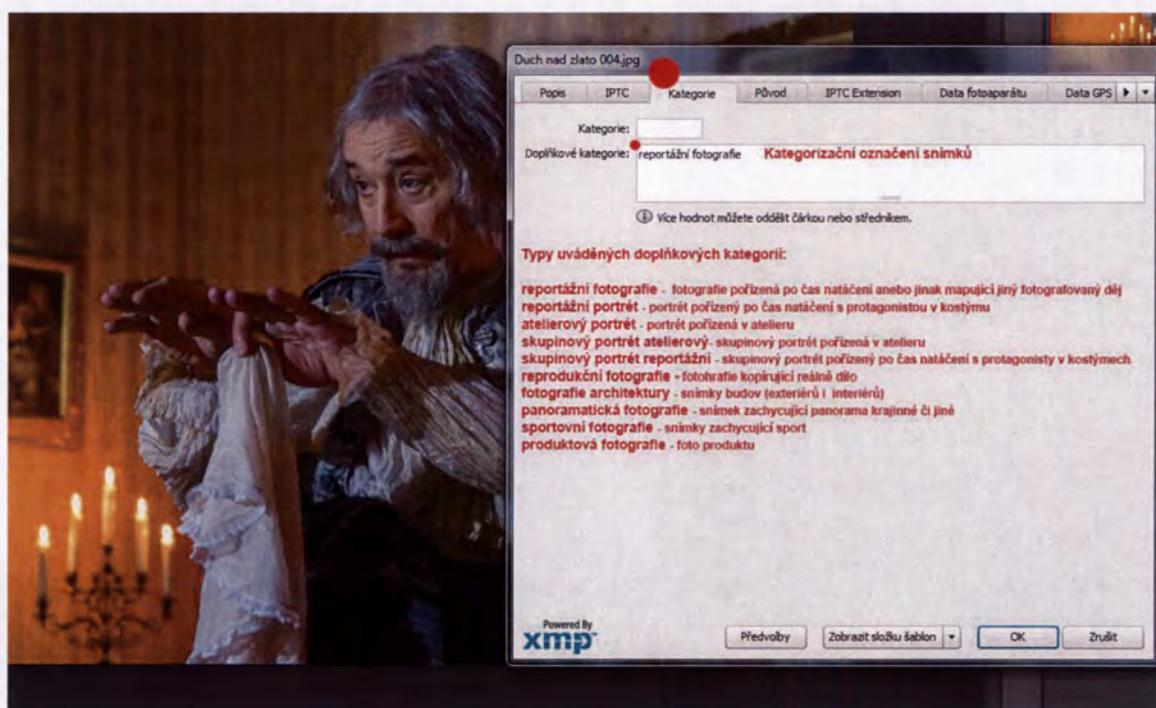 Duch nad zlato 004.jpg
Popis IPTC Kategorie Původ IPTC Extension Data fotoaparátu Data GPS
Kategorie:
Doplňkové kategorie: reportážní fotografie Kategorizační označení snímků
Více hodnot můžete oddělit čárkou nebo středníkem.
Typy uváděných doplňkových kategorií:
reportážní fotografie - fotografie pořízená po čas natáčení anebo jinak mapující jiný fotografovaný děj
reportážní portrét - portrét pořízený po čas natáčení s protagonistou v kostýmu
atelierový portrét - portrét pořízená v atelieru
skupinový portrét atelierový- skupinový portrét pořízená v atelieru
skupinový portrét reportážní - skupinový portrét pořízený po čas natáčení s protagonisty v kostýmech
reprodukční fotografie - fotohrafie kopírující reálně dílo
fotografie architektury - snímky budov (exteriérů i interiérů)
panoramatická fotografie - snímek zachycující panorama krajinné či jiné
sportovní fotografie - snímky zachycující sport
produktová fotografie - foto produktu
Powered By
xmp
Předvolby Zobrazit složku šablon OK Zrušit